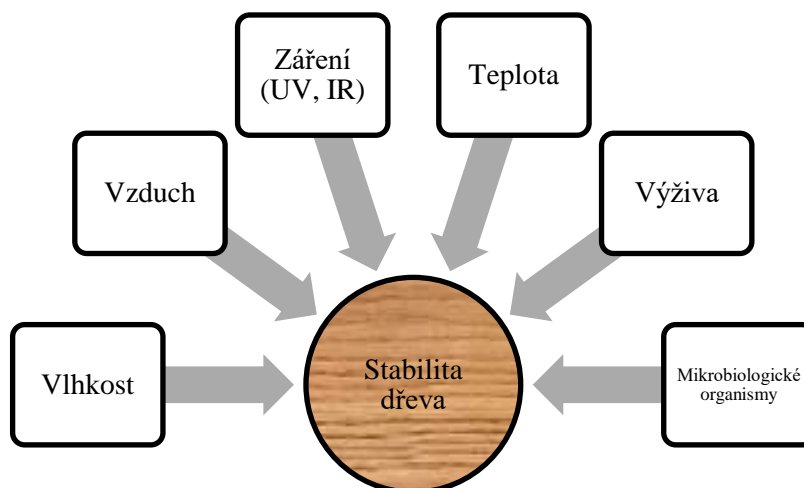 Záření
(UV, IR)
Teplota
Vzduch
Výživa
Vlhkost
Stabilita
dřeva
Mikrobiologické
organismy